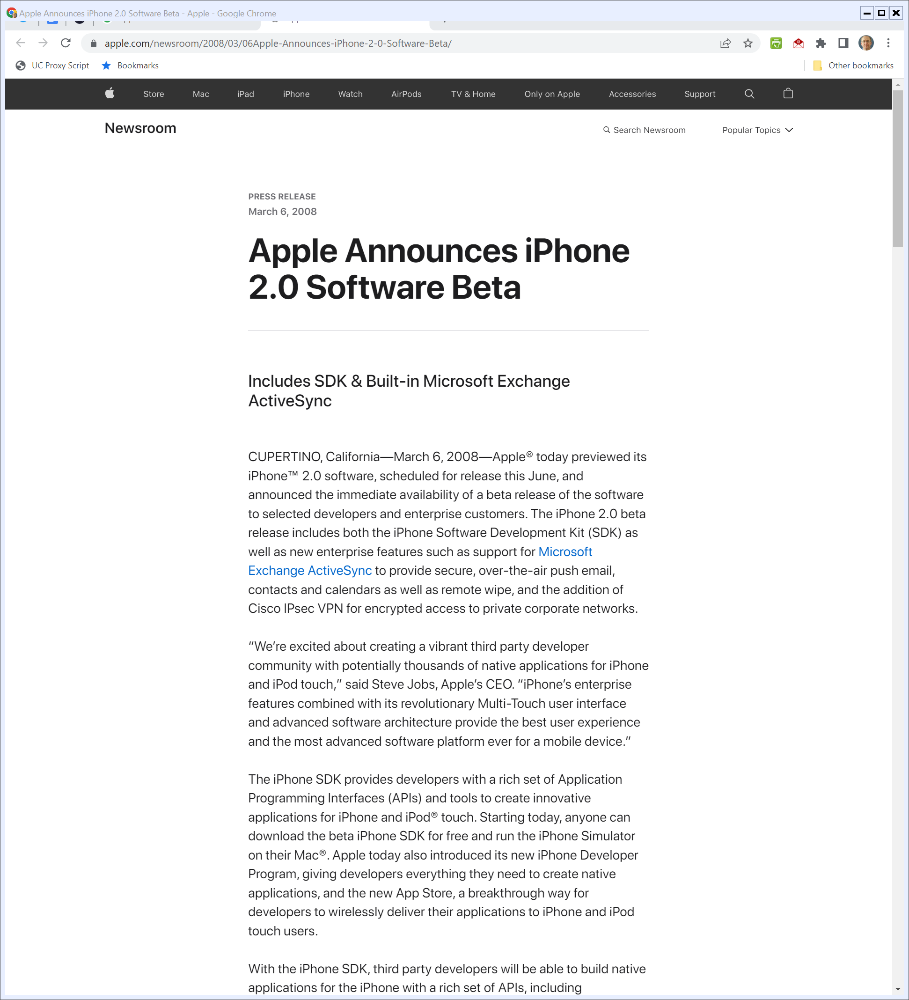 Apple Announces iPhone 2.0 Software Beta - Apple - Google Chrome
apple.com/newsroom/2008/03/06Apple-Announces-iPhone-2-0-Software-Beta/
UC Proxy Script Bookmarks Other bookmarks
Store Mac iPad iPhone Watch AirPods TV & Home Only on Apple Accessories Support
Newsroom Search Newsroom Popular Topics
PRESS RELEASE
March 6, 2008
Apple Announces iPhone
2.0 Software Beta
Includes SDK & Built-in Microsoft Exchange
ActiveSync
CUPERTINO, California—March 6, 2008—Apple® today previewed its
iPhone™ 2.0 software, scheduled for release this June, and
announced the immediate availability of a beta release of the software
to selected developers and enterprise customers. The iPhone 2.0 beta
release includes both the iPhone Software Development Kit (SDK) as
well as new enterprise features such as support for Microsoft
Exchange ActiveSync to provide secure, over-the-air push email,
contacts and calendars as well as remote wipe, and the addition of
Cisco IPsec VPN for encrypted access to private corporate networks.
“We’re excited about creating a vibrant third party developer
community with potentially thousands of native applications for iPhone
and iPod touch,” said Steve Jobs, Apple’s CEO. “iPhone’s enterprise
features combined with its revolutionary Multi-Touch user interface
and advanced software architecture provide the best user experience
and the most advanced software platform ever for a mobile device.”
The iPhone SDK provides developers with a rich set of Application
Programming Interfaces (APIs) and tools to create innovative
applications for iPhone and iPod® touch. Starting today, anyone can
download the beta iPhone SDK for free and run the iPhone Simulator
on their Mac®. Apple today also introduced its new iPhone Developer
Program, giving developers everything they need to create native
applications, and the new App Store, a breakthrough way for
developers to wirelessly deliver their applications to iPhone and iPod
touch users.
With the iPhone SDK, third party developers will be able to build native
applications for the iPhone with a rich set of APIs, including